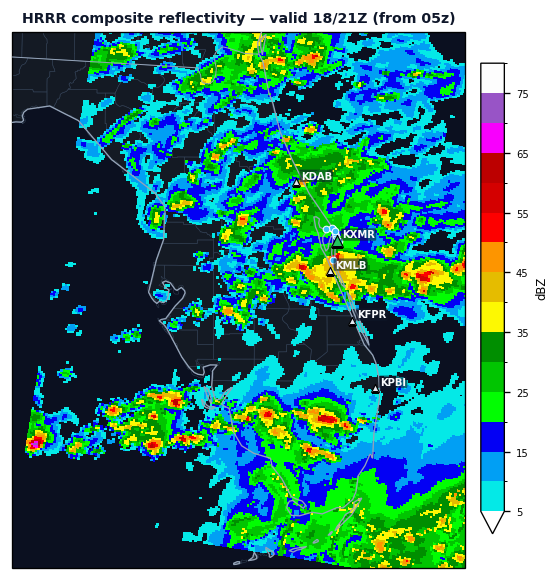 HRRR composite reflectivity — valid 18/21Z (from 05z)
KDAB
KXMR
KMLB
KFPR
KPBI
75
65
55
45
35
25
15
5
dBZ